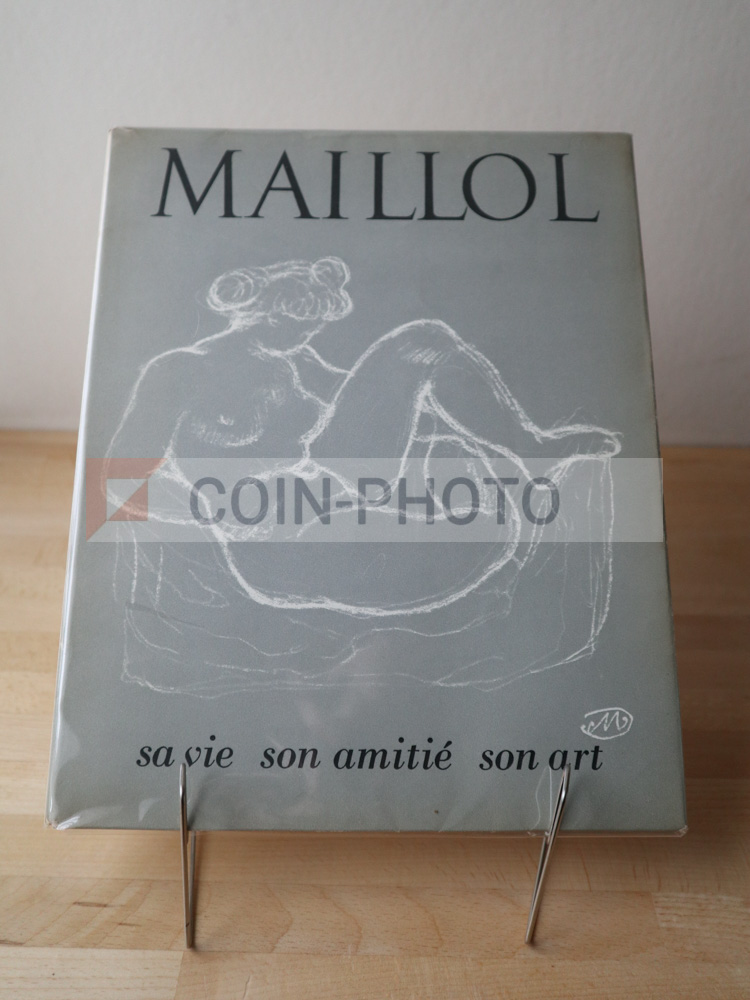 MAILLOL
COIN-PHOTO
M
sa vie son amitié son art